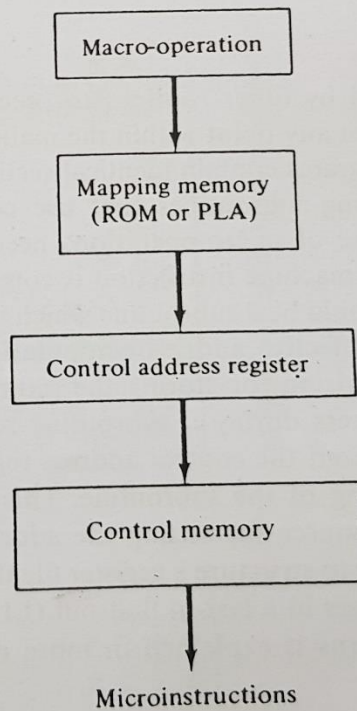 Macro-operation
Mapping memory
(ROM or PLA)
Control address register
Control memory
Microinstructions